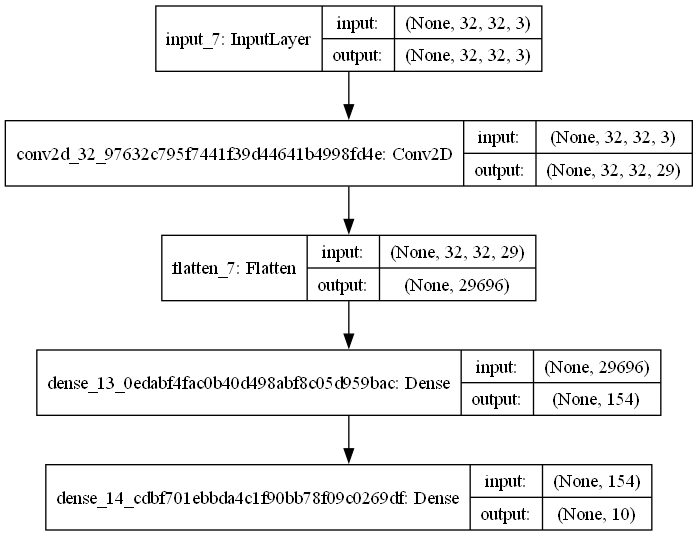 input_7: InputLayer
input:
(None, 32, 32, 3)
output:
(None, 32, 32, 3)
conv2d_32_97632c795f7441f39d44641b4998fd4e: Conv2D
input:
(None, 32, 32, 3)
output:
(None, 32, 32, 29)
flatten_7: Flatten
input:
(None, 32, 32, 29)
output:
(None, 29696)
dense_13_0edabf4fac0b40d498abf8c05d959bac: Dense
input:
(None, 29696)
output:
(None, 154)
dense_14_cdbf701ebbda4c1f90bb78f09c0269df: Dense
input:
(None, 154)
output:
(None, 10)